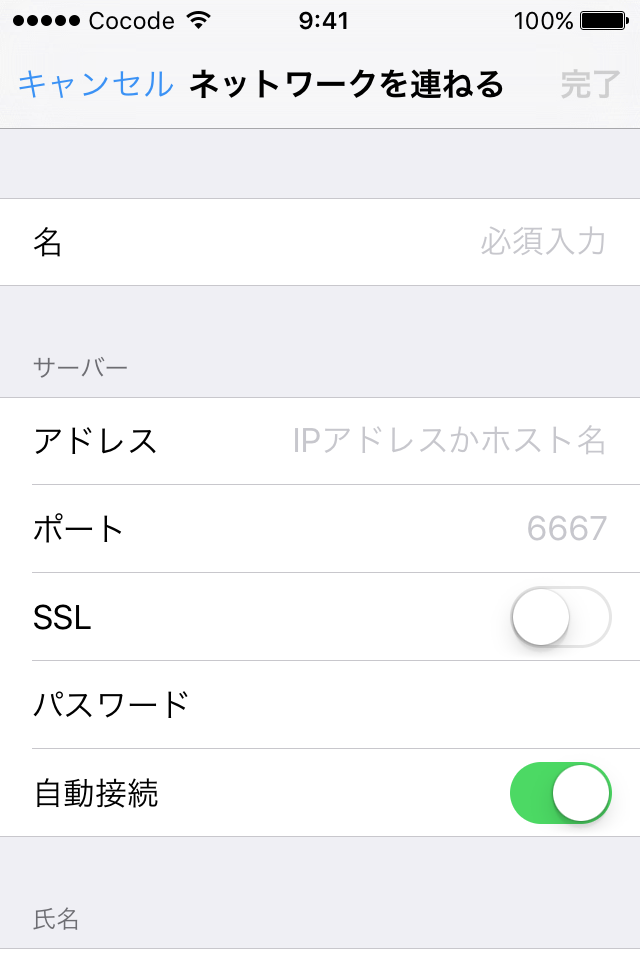 Cocode 9:41 100%
キャンセル ネットワークを連ねる 完了
名 必須入力
サーバー
アドレス IPアドレスかホスト名
ポート 6667
SSL
パスワード
自動接続
氏名